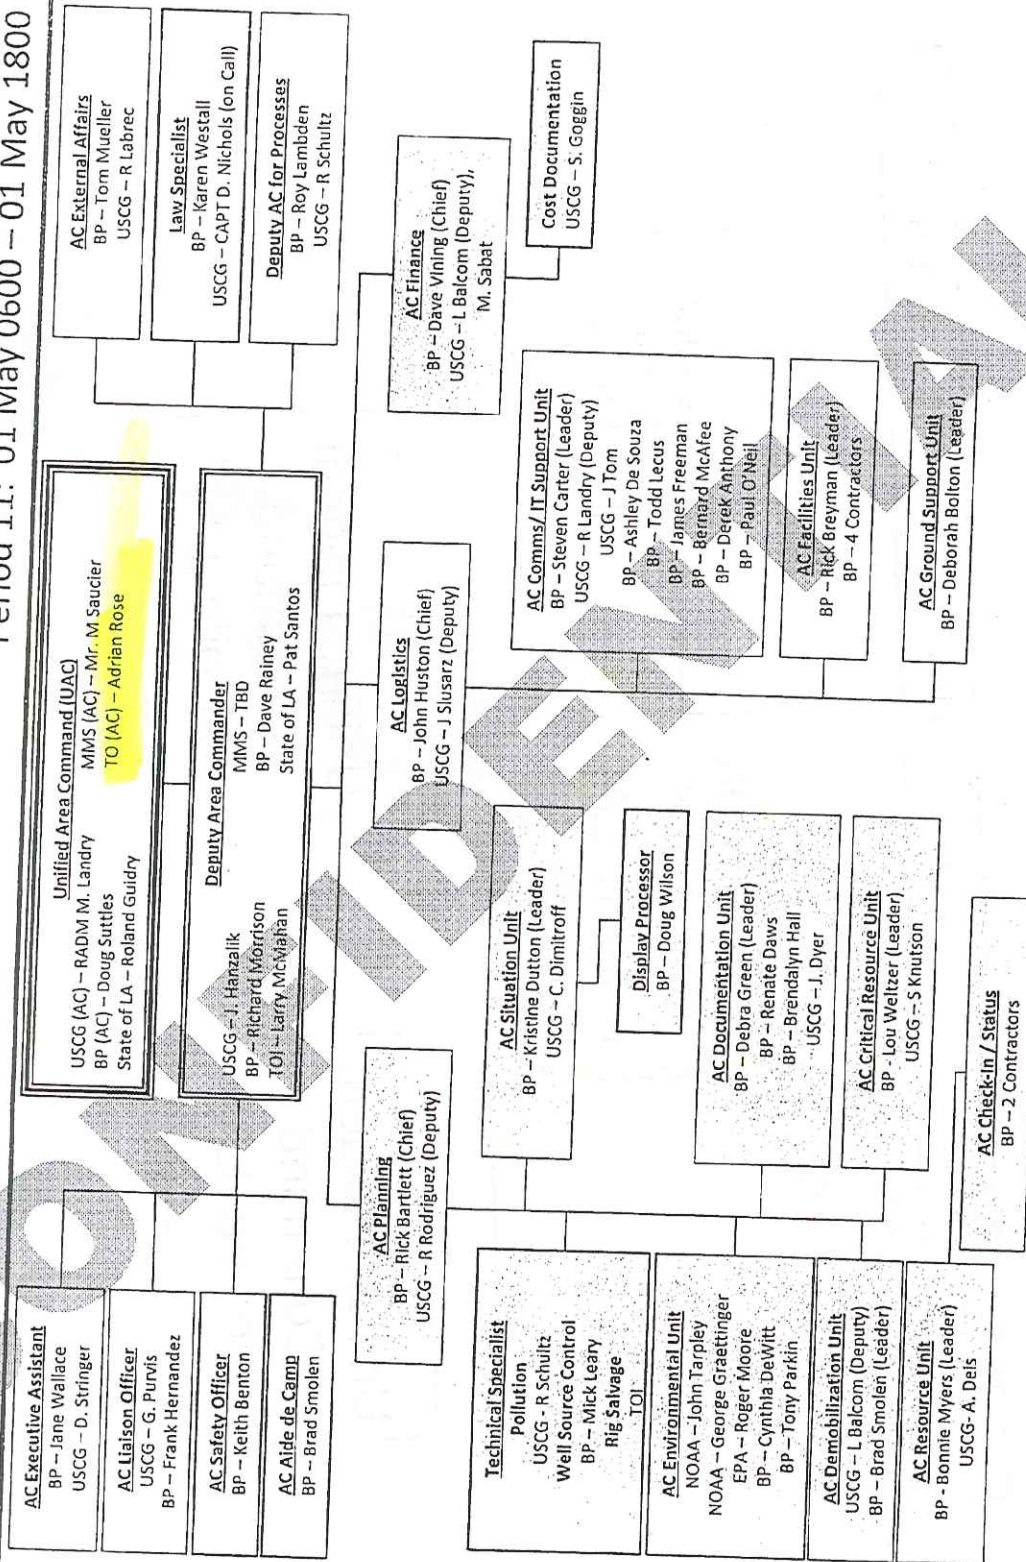 Period 11: 01 May 0600 – 01 May 1800
Unified Area Command (UAC)
USCG (AC) – RADM M. Landry
BP (AC) – Doug Suttles
State of LA – Roland Guidry
MMS (AC) – Mr. M Saucier
TO (AC) – Adrian Rose
Deputy Area Commander
USCG – J. Hanzalik
BP – Richard Morrison
TOI – Larry McMahan
MMS – TBD
BP – Dave Rainey
State of LA – Pat Santos
AC Executive Assistant
BP – Jane Wallace
USCG – D. Stringer
AC Liaison Officer
USCG – G. Purvis
BP – Frank Hernandez
AC Safety Officer
BP – Keith Benton
AC Aide de Camp
BP – Brad Smolen
AC External Affairs
BP – Tom Mueller
USCG – R Labrec
Law Specialist
BP – Karen Westall
USCG – CAPT D. Nichols (on Call)
Deputy AC for Processes
BP – Roy Lambden
USCG – R Schultz
AC Planning
BP – Rick Bartlett (Chief)
USCG – R Rodriguez (Deputy)
AC Logistics
BP – John Huston (Chief)
USCG – J Slusarz (Deputy)
AC Finance
BP – Dave Vining (Chief)
USCG – L Balcom (Deputy),
M. Sabat
Technical Specialist
Pollution
USCG - R Schultz
Well Source Control
BP – Mick Leary
Rig Salvage
TOI
AC Environmental Unit
NOAA – John Tarpley
NOAA – George Graettinger
EPA – Roger Moore
BP – Cynthia DeWitt
BP – Tony Parkin
AC Demobilization Unit
USCG – L Balcom (Deputy)
BP – Brad Smolen (Leader)
AC Resource Unit
BP - Bonnie Myers (Leader)
USCG- A. Deis
AC Situation Unit
BP – Kristine Dutton (Leader)
USCG – C. Dimitroff
Display Processor
BP – Doug Wilson
AC Documentation Unit
BP – Debra Green (Leader)
BP – Renate Daws
BP – Brendalyn Hall
USCG – J. Dyer
AC Critical Resource Unit
BP - Lou Weltzer (Leader)
USCG – S Knutson
AC Check-In / Status
BP – 2 Contractors
AC Comms/ IT Support Unit
BP – Steven Carter (Leader)
USCG – R Landry (Deputy)
USCG – J Tom
BP – Ashley De Souza
BP – Todd Lecus
BP – James Freeman
BP – Bernard McAfee
BP – Derek Anthony
BP – Paul O'Neil
AC Facilities Unit
BP – Rick Breyman (Leader)
BP – 4 Contractors
AC Ground Support Unit
BP – Deborah Bolton (Leader)
Cost Documentation
USCG – S. Goggin
CONFIDENTIAL